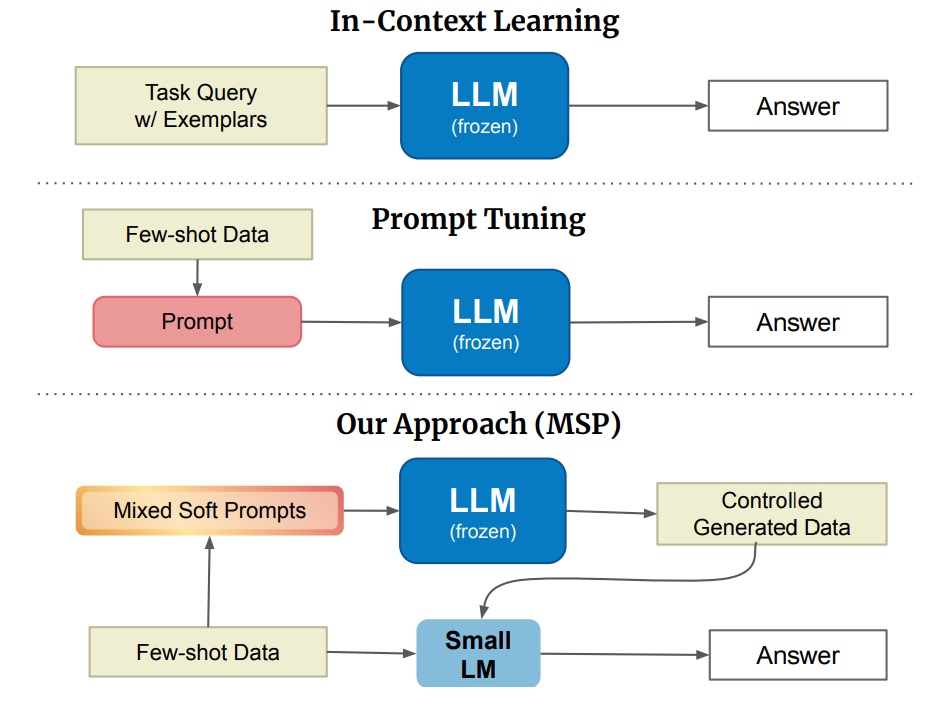 In-Context Learning
Task Query
w/ Exemplars
LLM
(frozen)
Answer
Prompt Tuning
Few-shot Data
Prompt
LLM
(frozen)
Answer
Our Approach (MSP)
Mixed Soft Prompts
LLM
(frozen)
Controlled
Generated Data
Few-shot Data
Small
LM
Answer